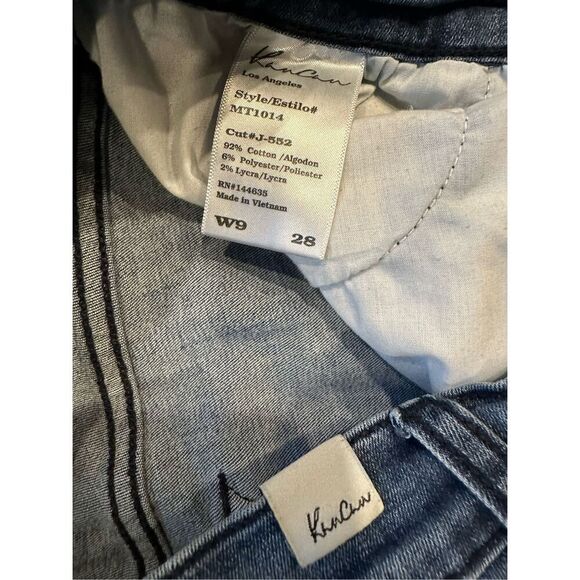 KanCan
Los Angeles
Style/Estilo#
MT1014
Cut#J-552
92% Cotton /Algodon
6% Polyester/Poliester
2% Lycra/Lycra
RN#144635
Made in Vietnam
W9 28
KanCan